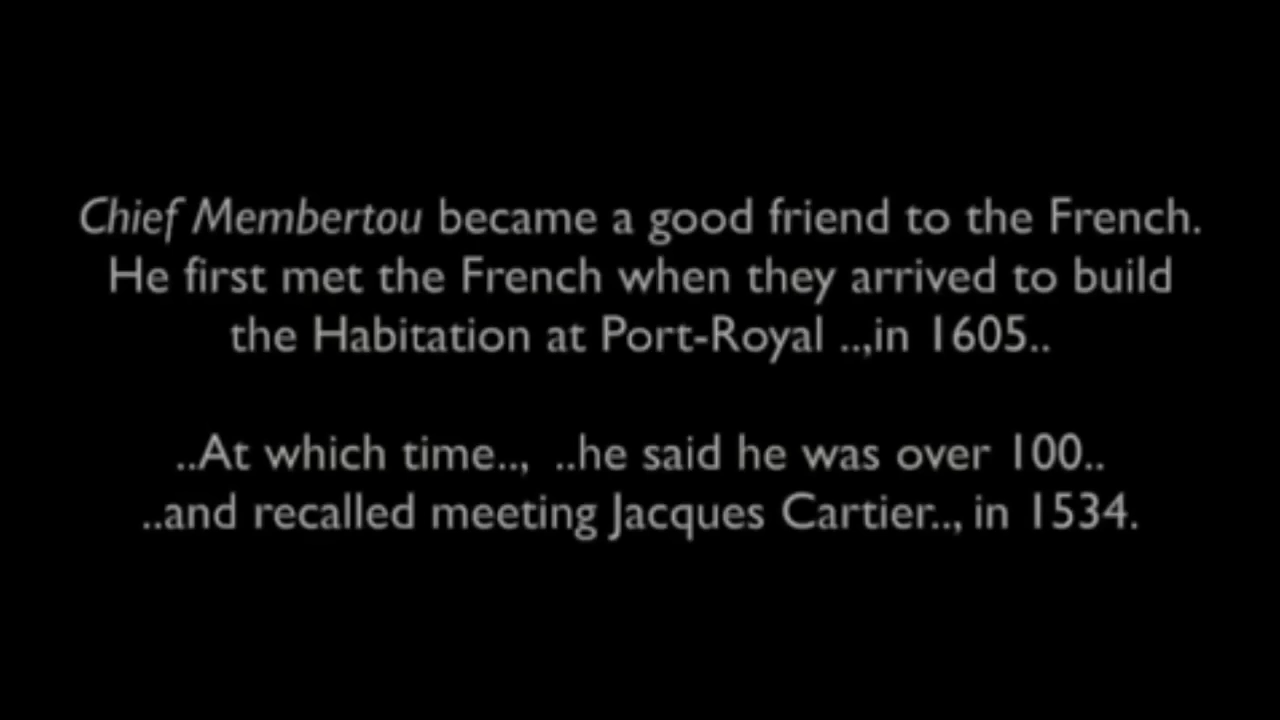 Chief Membertou became a good friend to the French.
He first met the French when they arrived to build
the Habitation at Port-Royal ..,in 1605..
..At which time.., ..he said he was over 100..
..and recalled meeting Jacques Cartier.., in 1534.